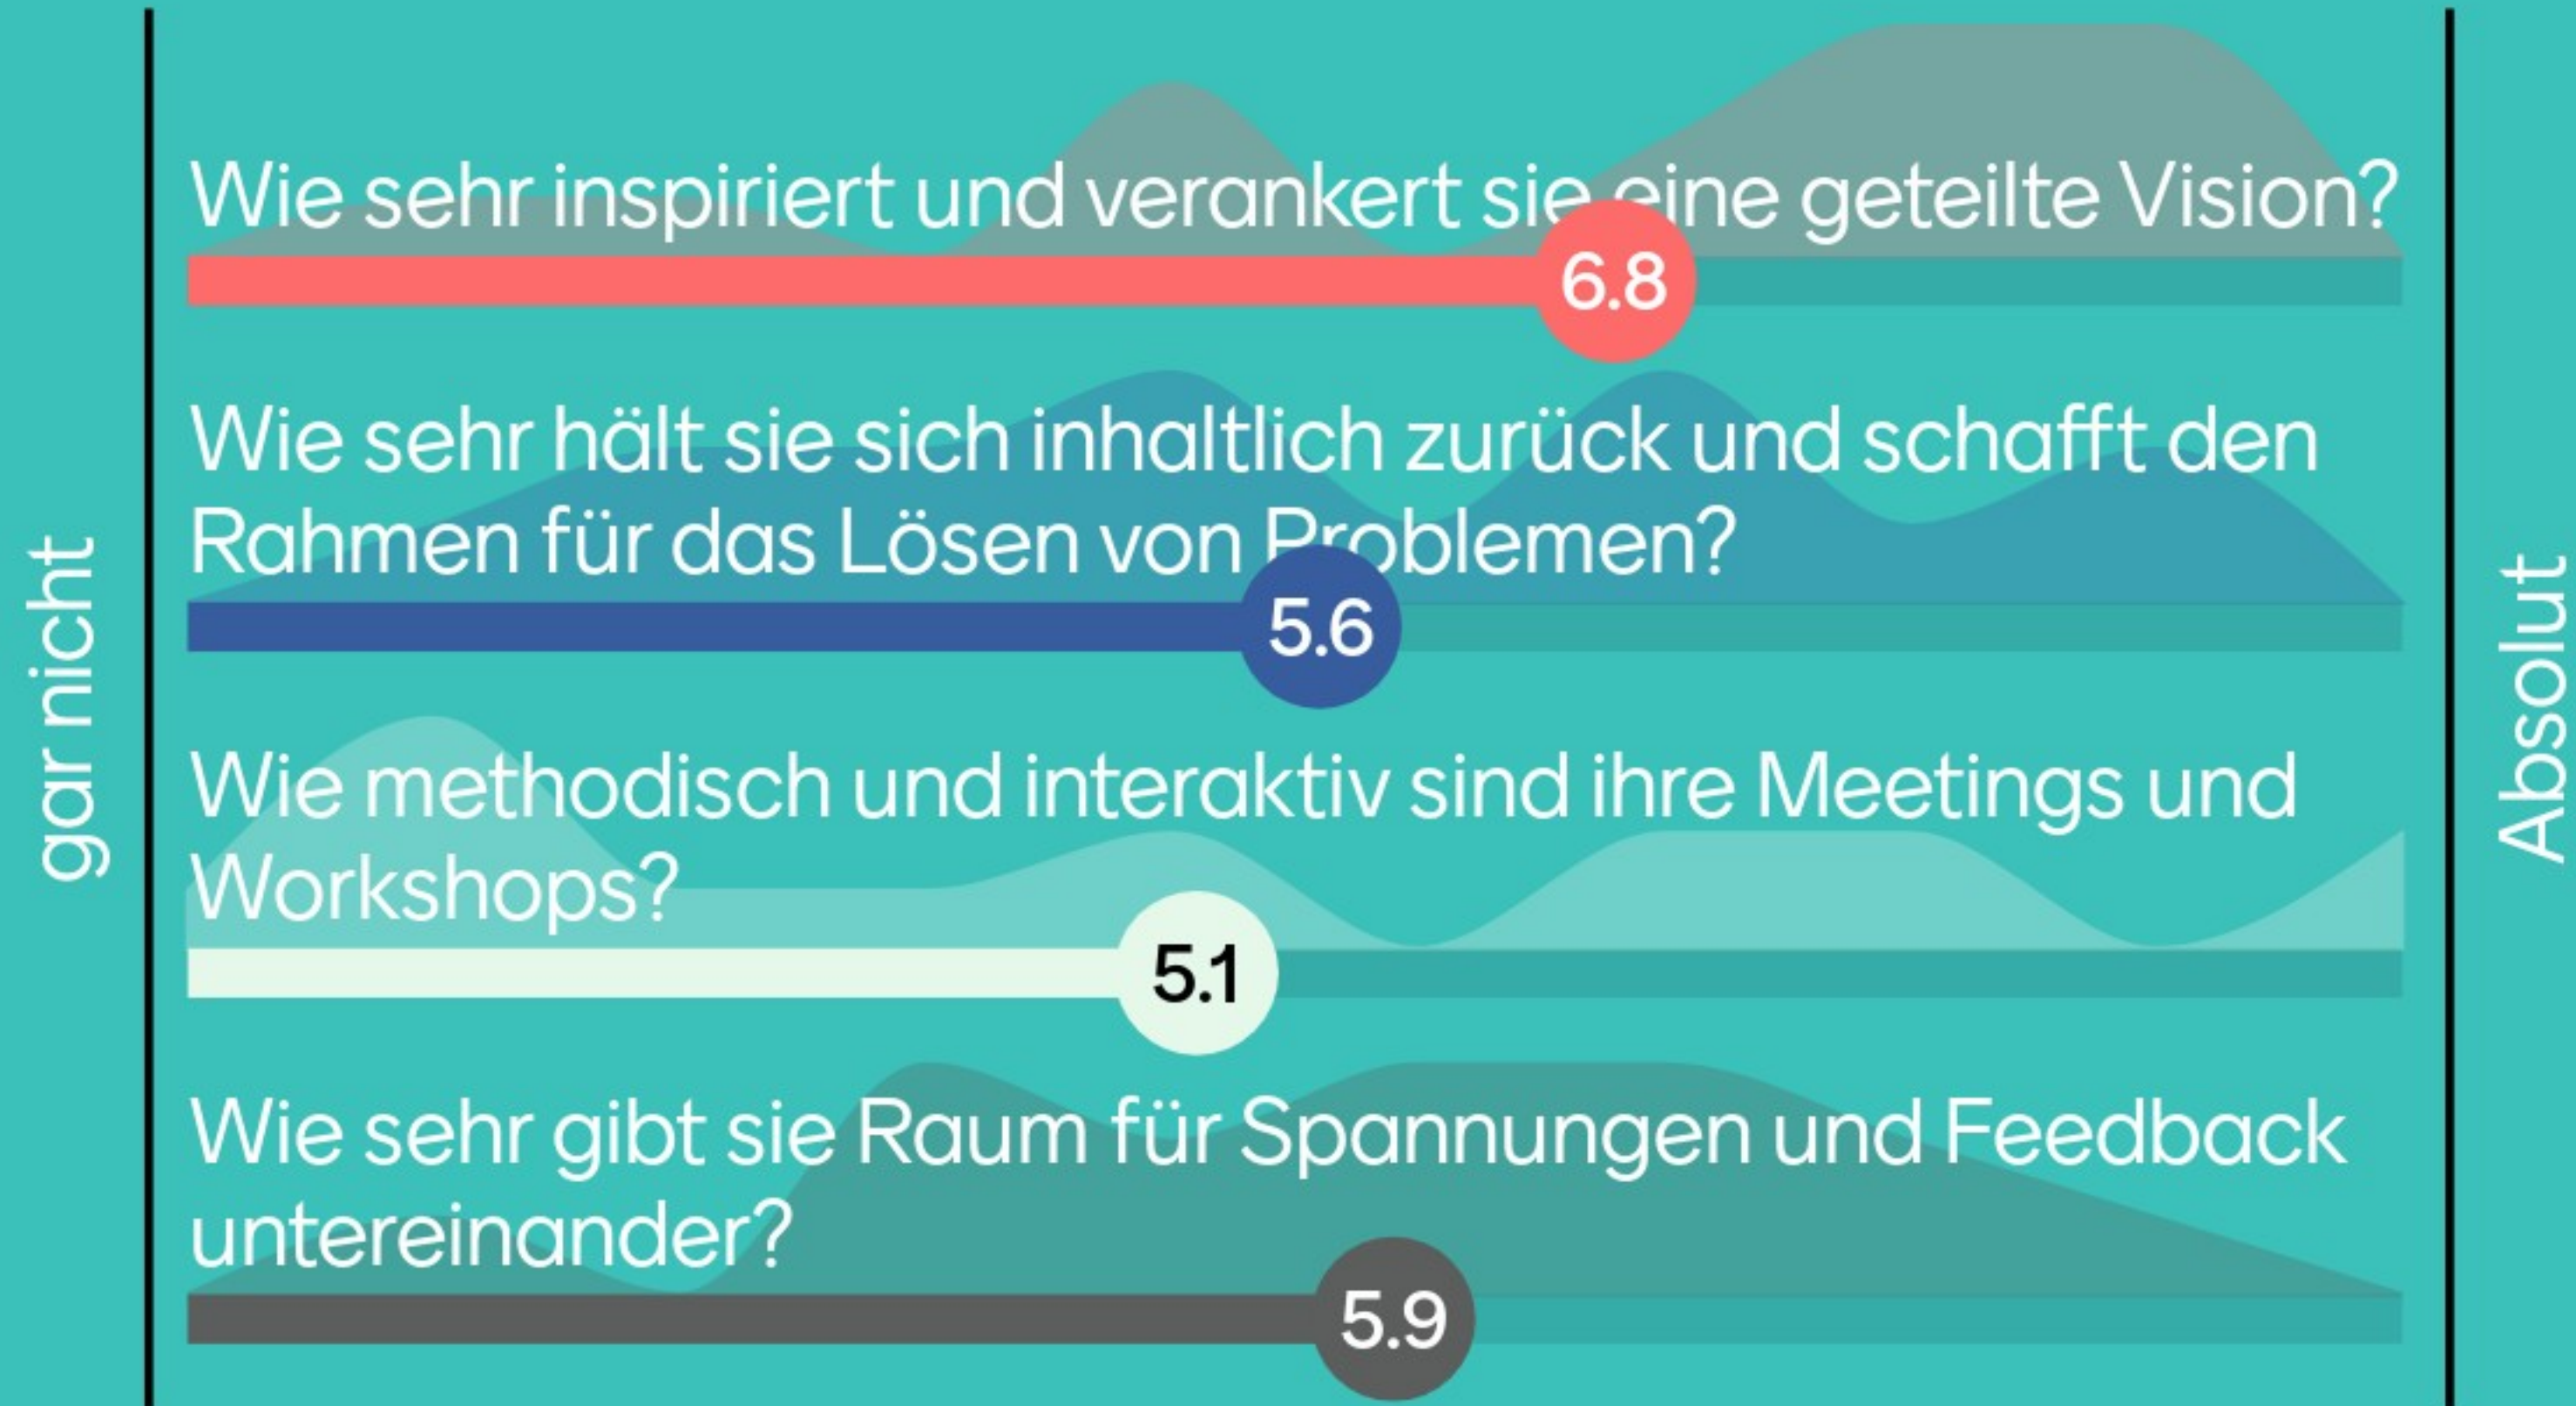 Wie sehr inspiriert und verankert sie eine geteilte Vision?
6.8
Wie sehr hält sie sich inhaltlich zurück und schafft den
Rahmen für das Lösen von Problemen?
5.6
gar nicht
Absolut
Wie methodisch und interaktiv sind ihre Meetings und
Workshops?
5.1
Wie sehr gibt sie Raum für Spannungen und Feedback
untereinander?
5.9